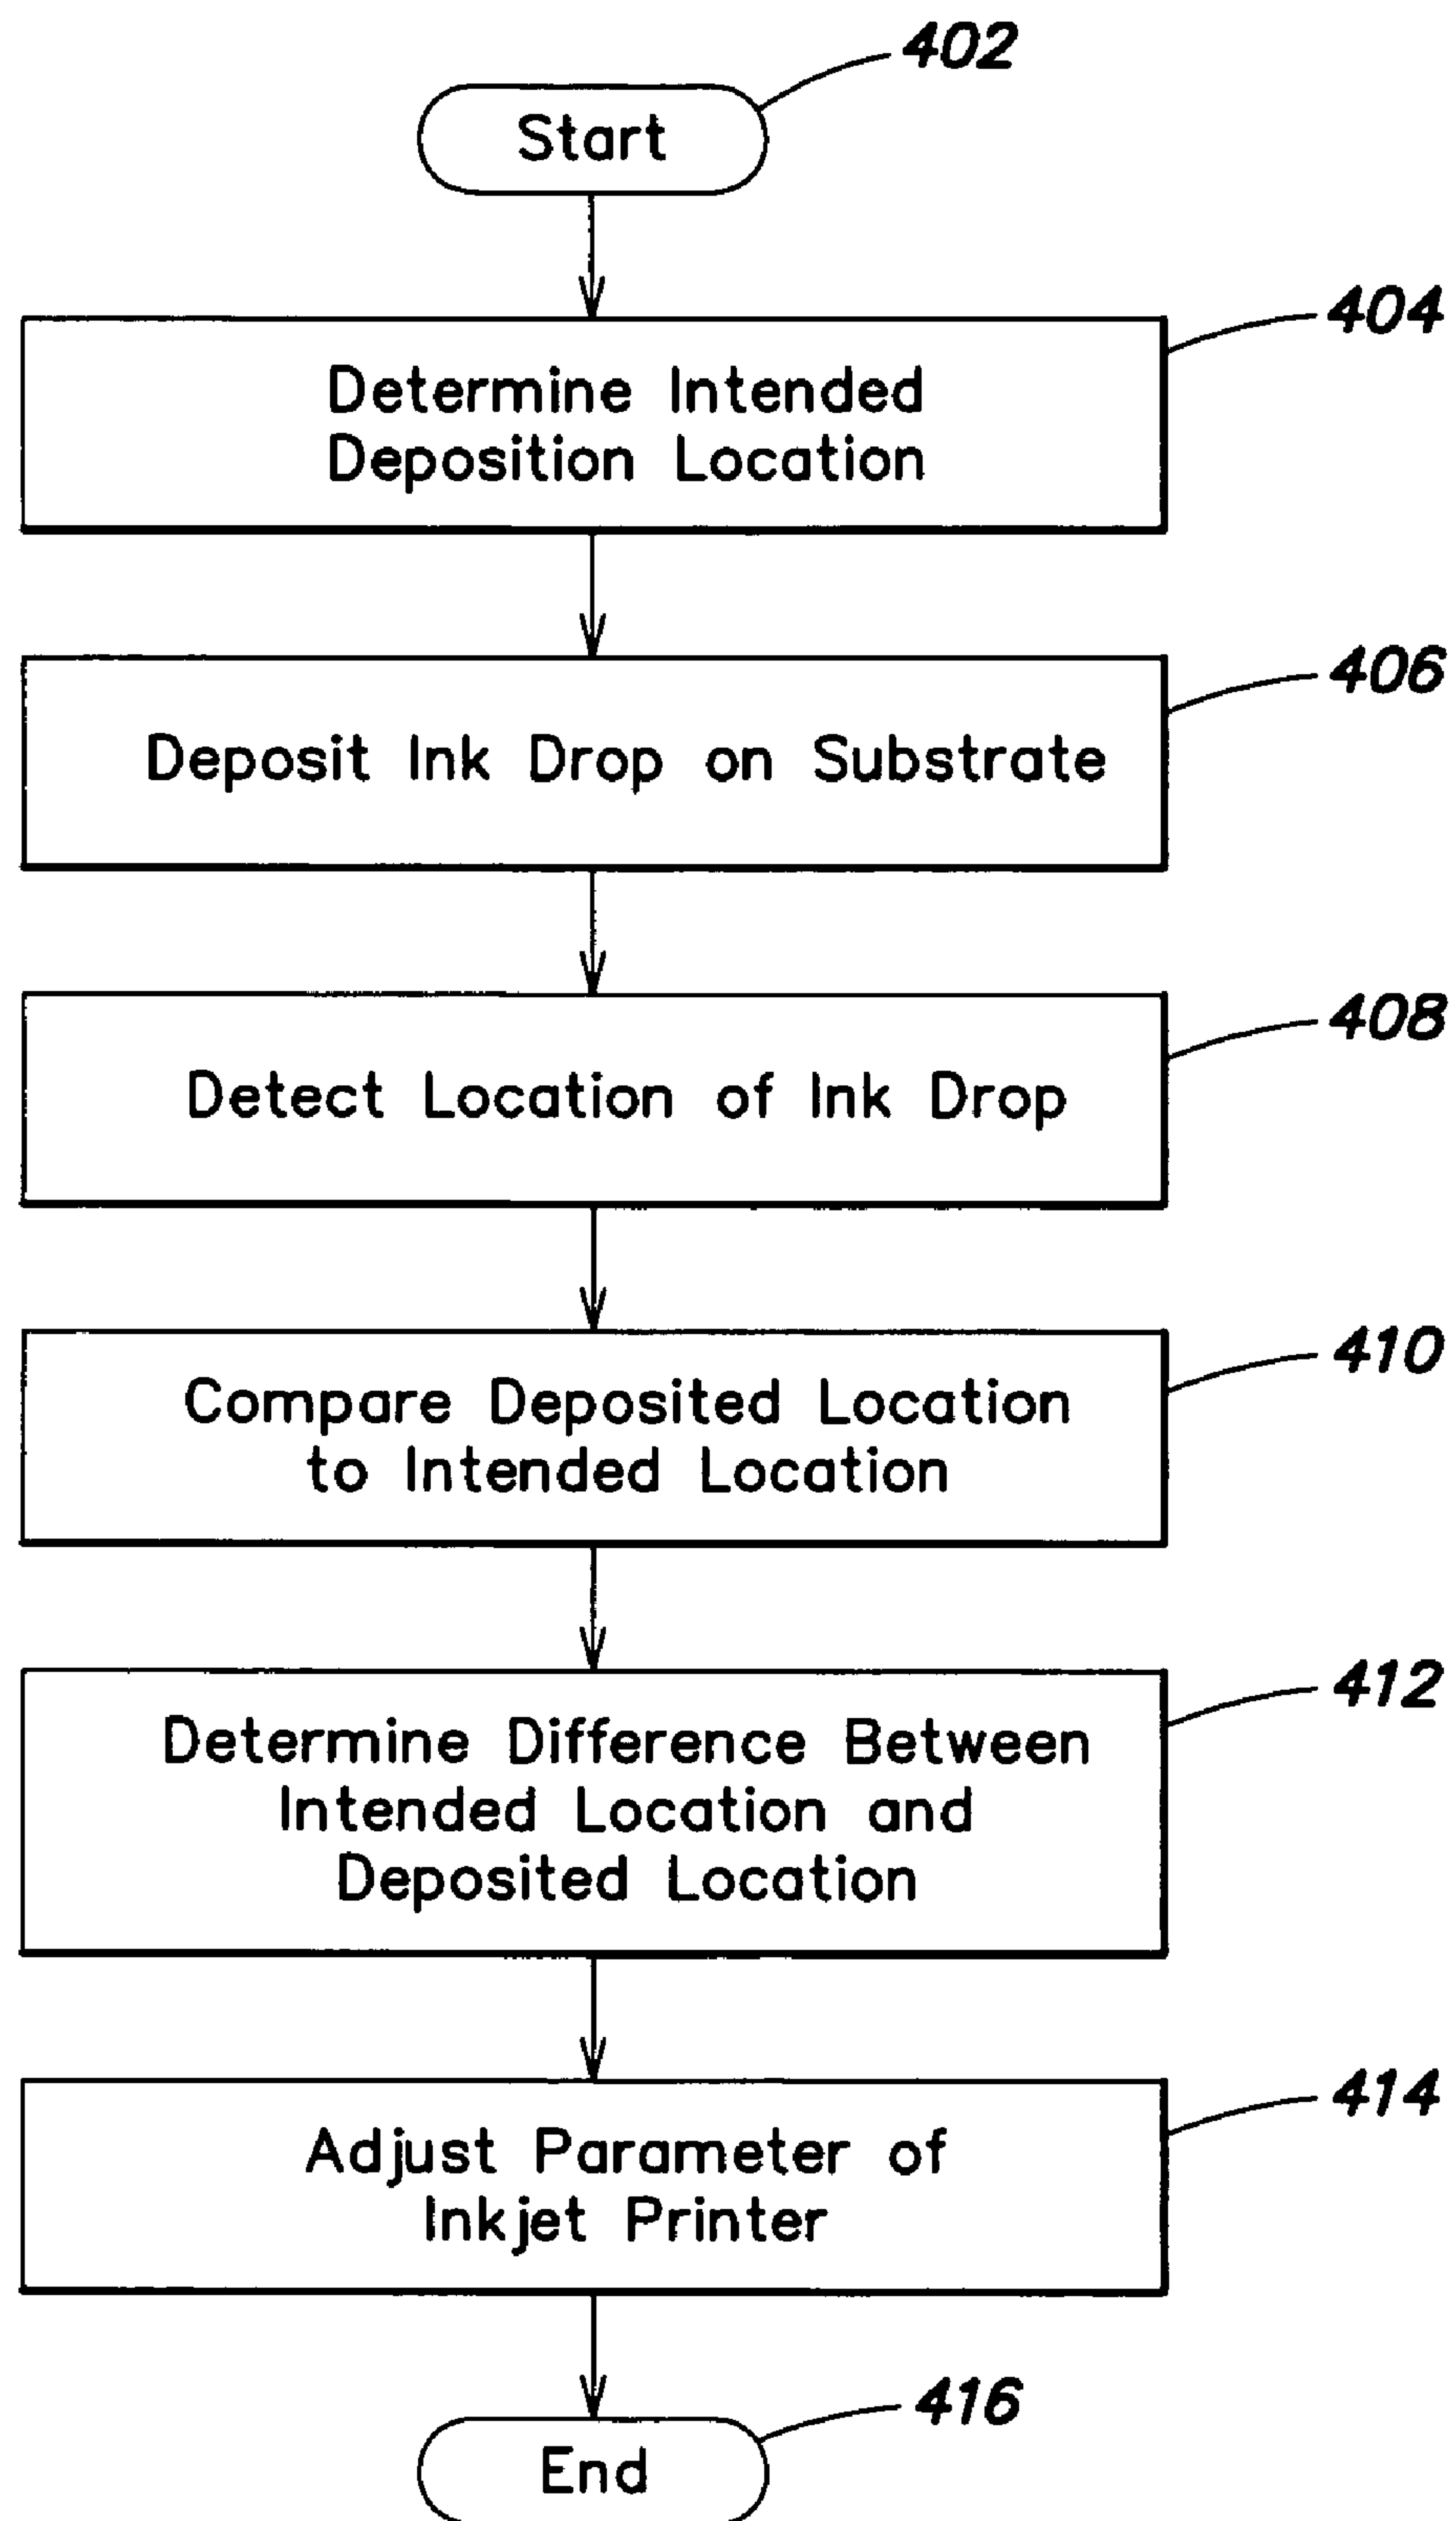 402
Start
404
Determine Intended
Deposition Location
406
Deposit Ink Drop on Substrate
408
Detect Location of Ink Drop
410
Compare Deposited Location
to Intended Location
412
Determine Difference Between
Intended Location and
Deposited Location
414
Adjust Parameter of
Inkjet Printer
416
End